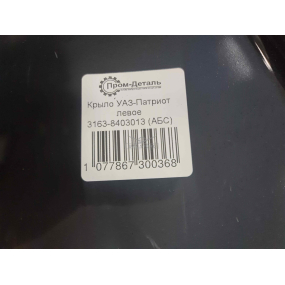 Пром-Деталь
Крыло УАЗ-Патриот
левое
3163-8403013 (АБС)
1 077867 300368